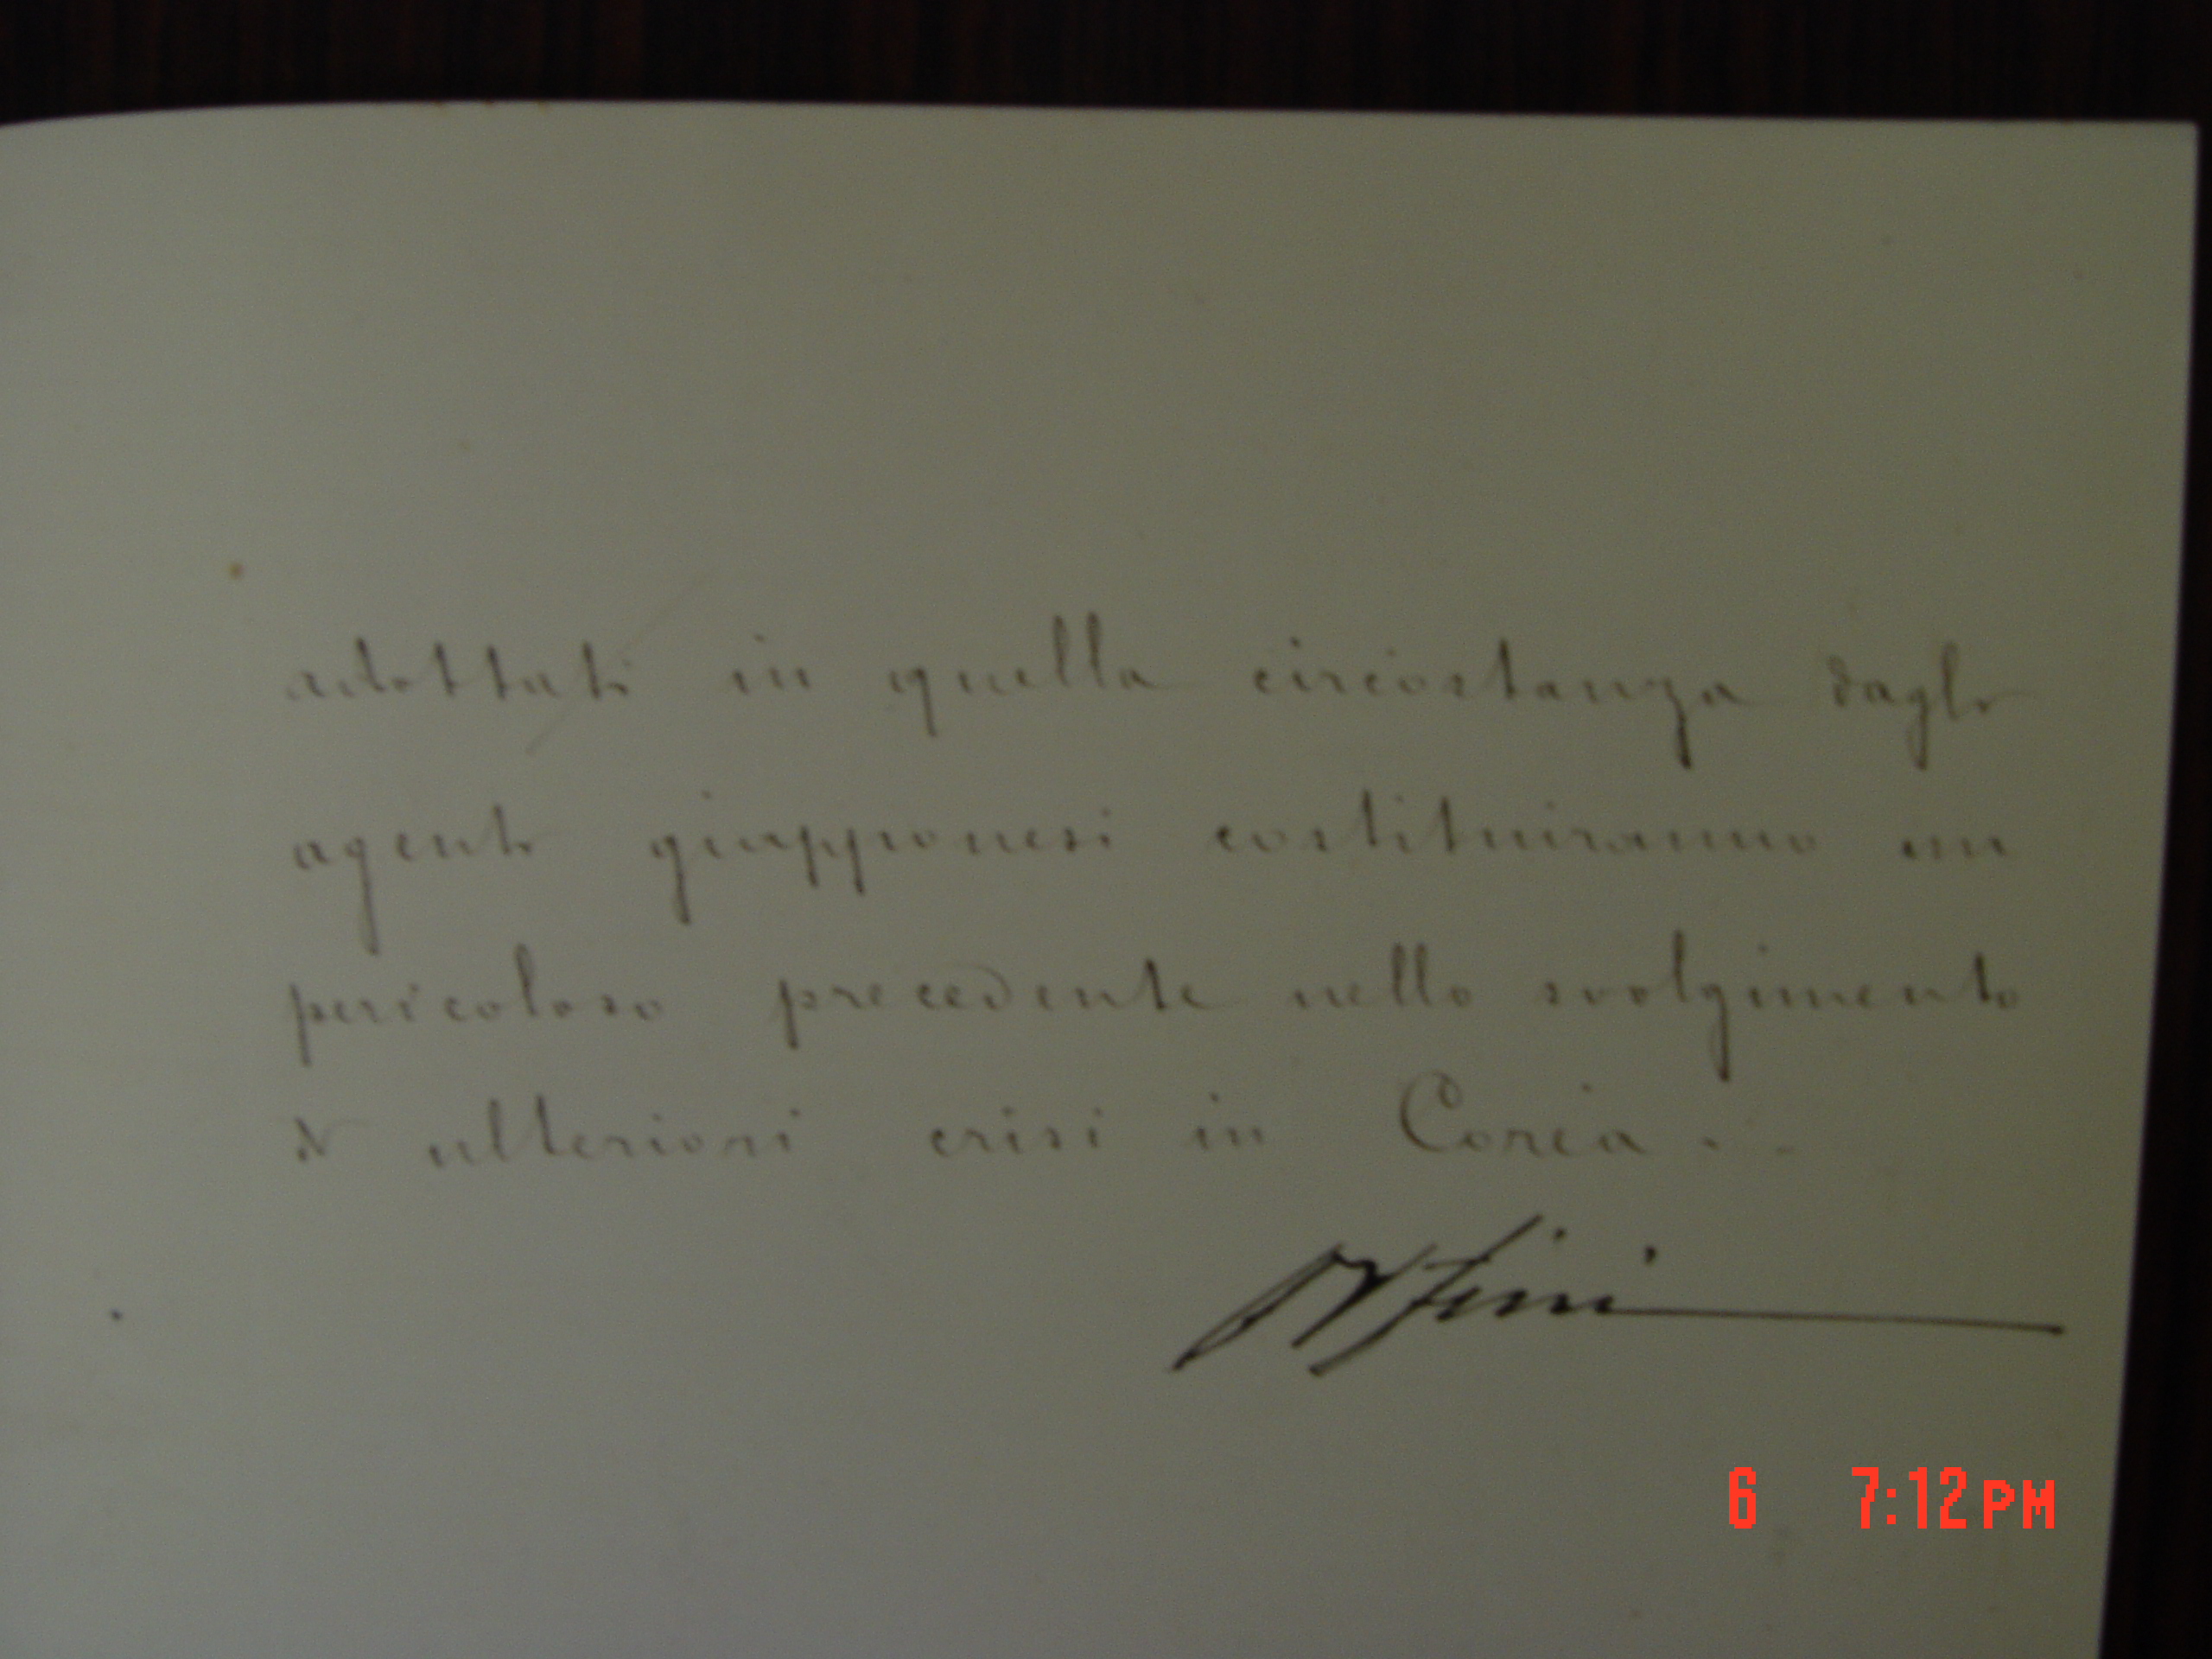 adottati in quella circostanza dagli
agenti giapponesi costituiranno un
pericoloso precedente nello svolgimento
di ulteriori crisi in Corea.
6 7:12PM